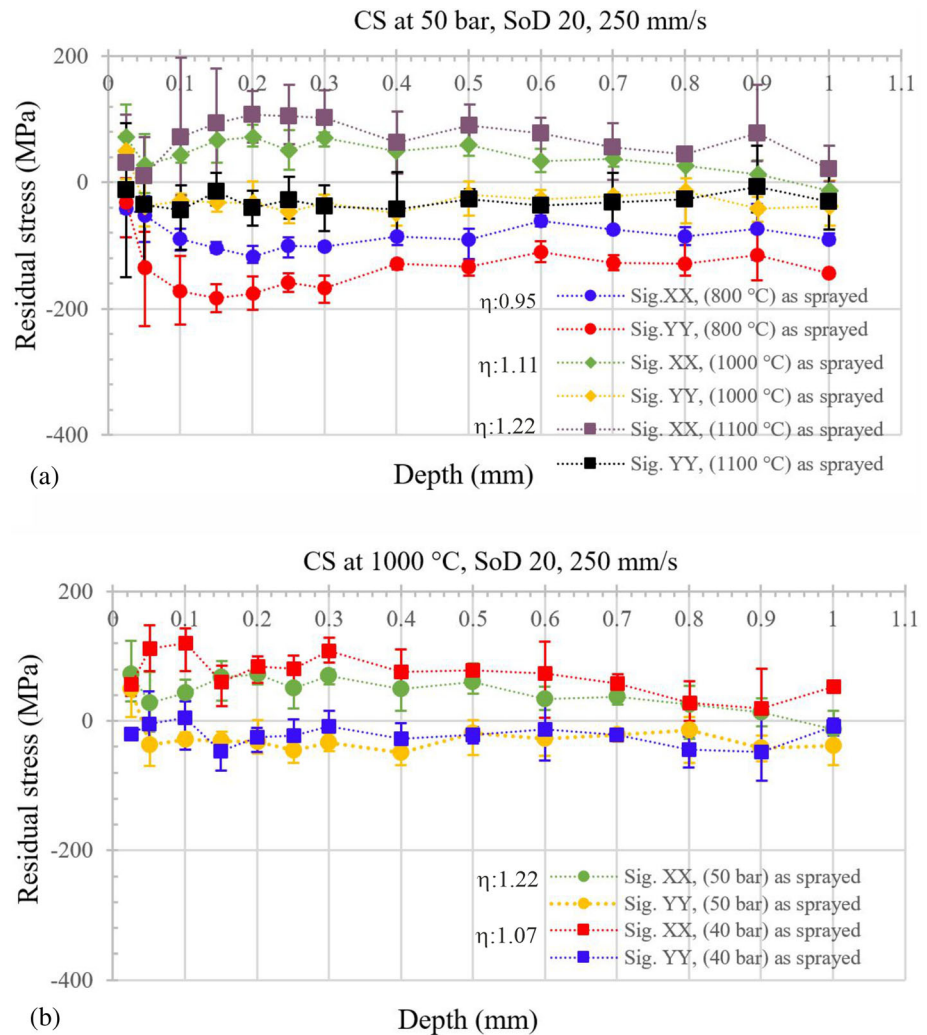 CS at 50 bar, SoD 20, 250 mm/s
200
0
-200
-400
0 0.1 0.2 0.3 0.4 0.5 0.6 0.7 0.8 0.9 1 1.1
Residual stress (MPa)
η:0.95
Sig.XX, (800 °C) as sprayed
Sig.YY, (800 °C) as sprayed
η:1.11
Sig. XX, (1000 °C) as sprayed
Sig. YY, (1000 °C) as sprayed
η:1.22
Sig. XX, (1100 °C) as sprayed
Sig. YY, (1100 °C) as sprayed
(a)
Depth (mm)
CS at 1000 °C, SoD 20, 250 mm/s
200
0
-200
-400
0 0.1 0.2 0.3 0.4 0.5 0.6 0.7 0.8 0.9 1 1.1
Residual stress (MPa)
η:1.22
Sig. XX, (50 bar) as sprayed
Sig. YY, (50 bar) as sprayed
η:1.07
Sig. XX, (40 bar) as sprayed
Sig. YY, (40 bar) as sprayed
(b)
Depth (mm)